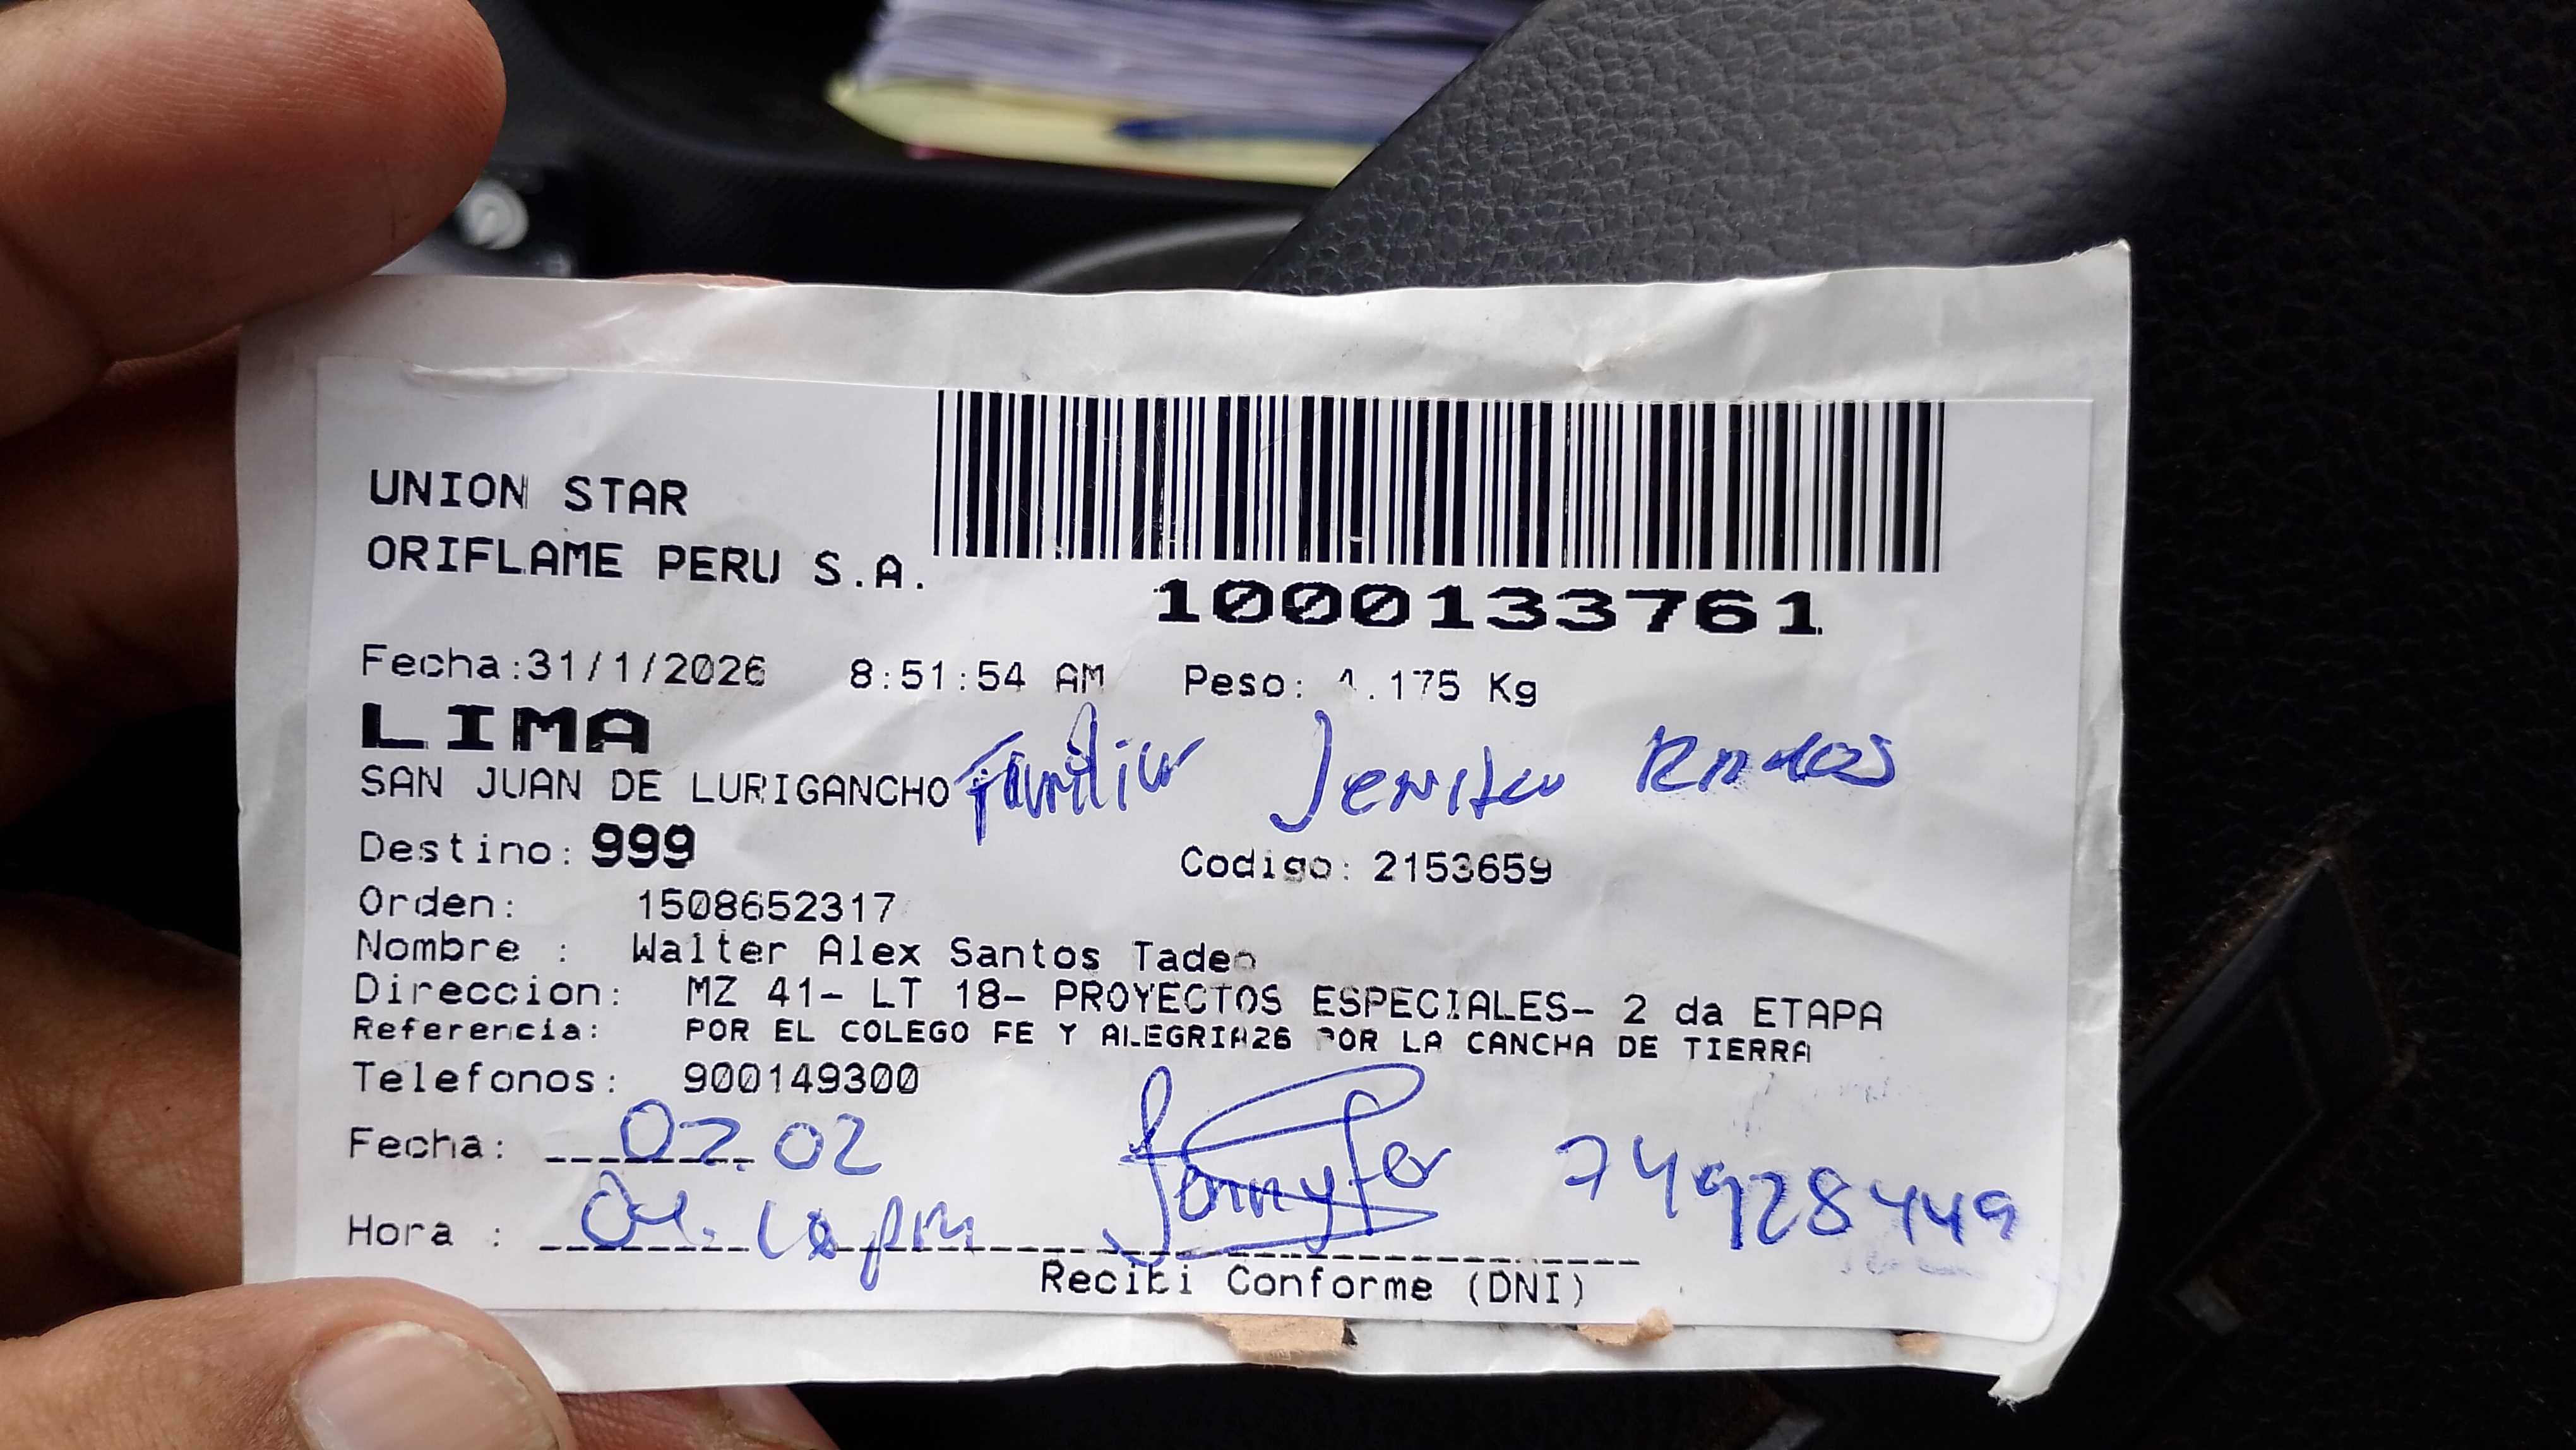 UNION STAR
ORIFLAME PERU S.A.
1000133761
Fecha:31/1/2026 8:51:54 AM Peso: .175 Kg
LIMA
SAN JUAN DE LURIGANCHO Familiar
Destino: 999 Codigo: 2153659
Orden: 1508652317
Nombre : Walter Alex Santos Tadeo
Direccion: MZ 41- LT 18- PROYECTOS ESPECIALES- 2 da ETAPA
Referencia: POR EL COLEGO FE Y ALEGRIA26 POR LA CANCHA DE TIERRA
Telefonos: 900149300
Fecha: 02.02 Jennyfer 74928449
Hora : pm
Recibi Conforme (DNI)